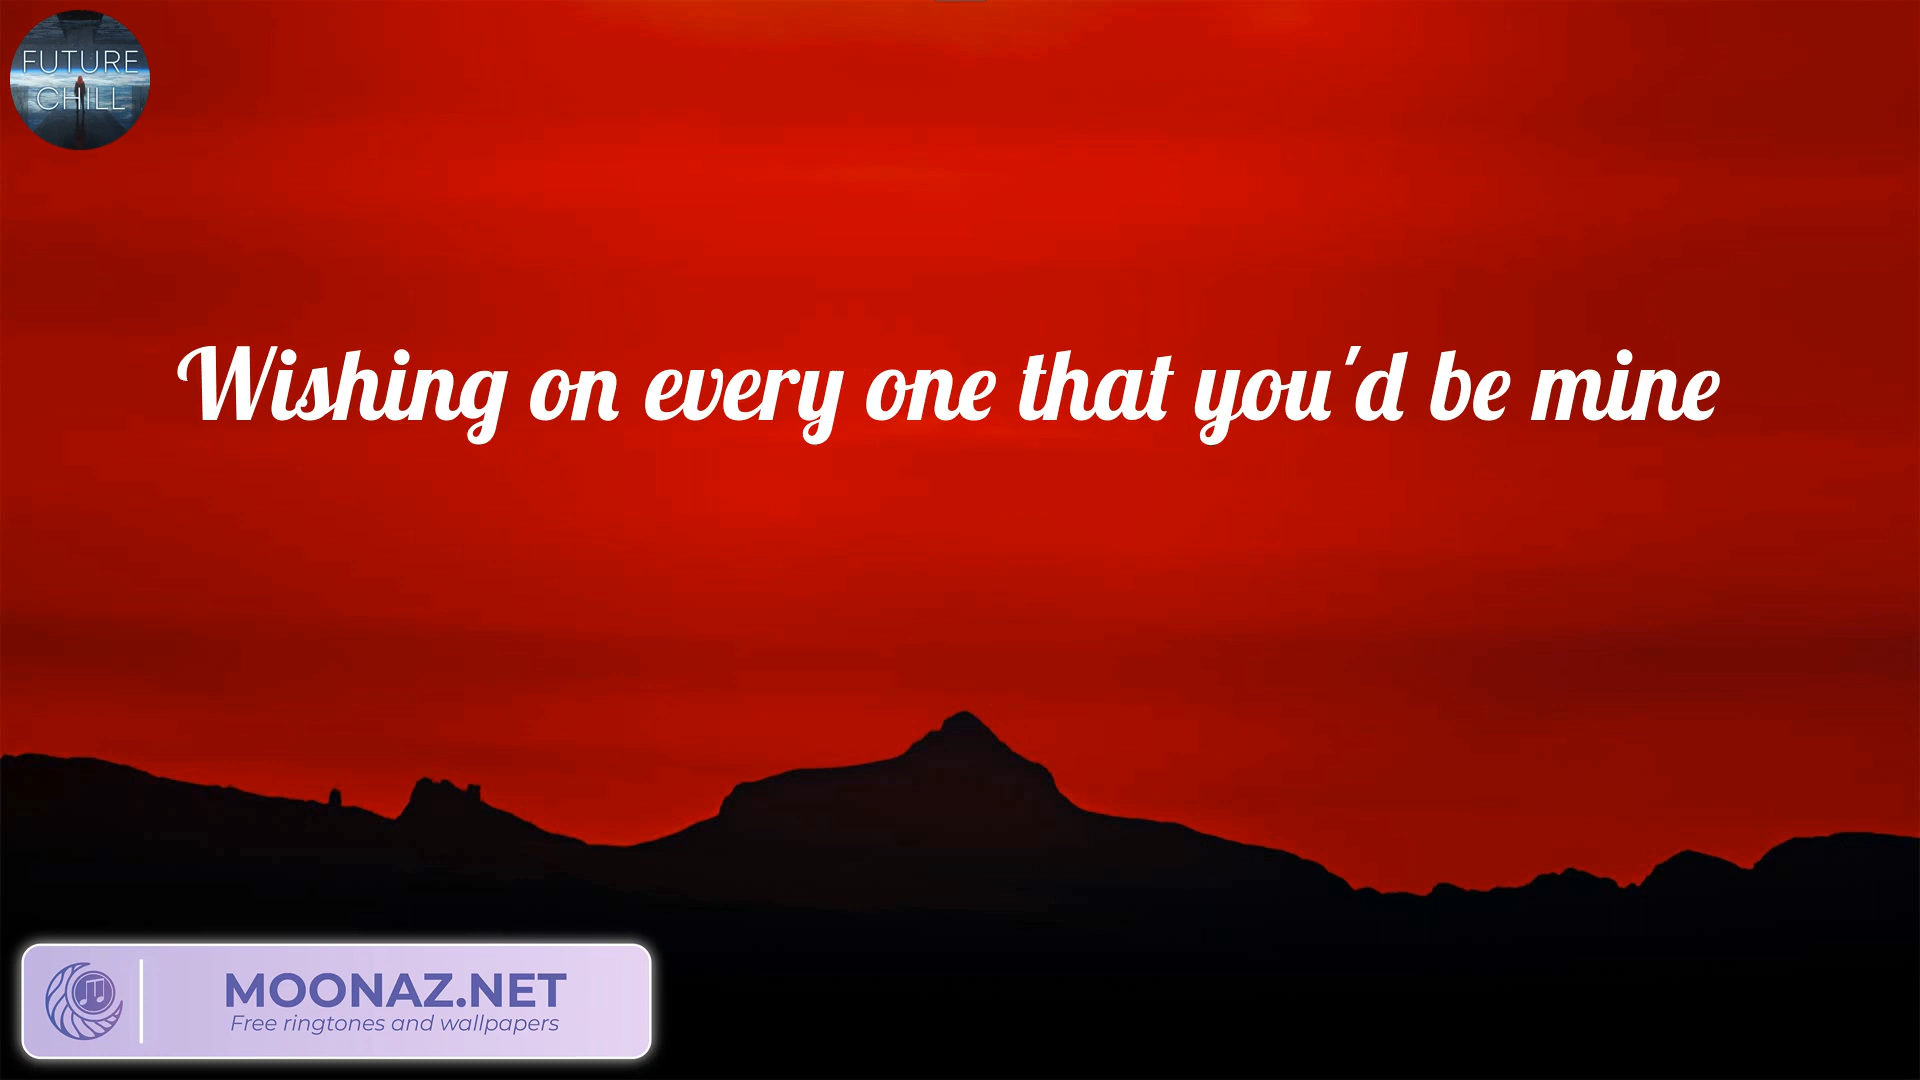 FUTURE
CHILL
Wishing on every one that you'd be mine
MOONAZ.NET
Free ringtones and wallpapers